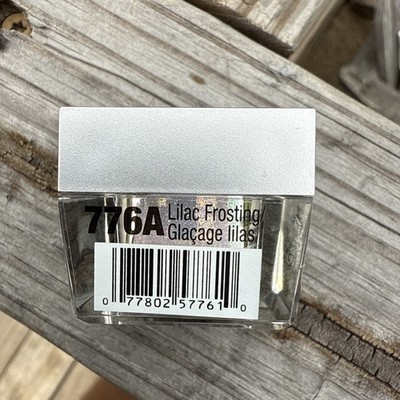 776A Lilac Frosting/
Glaçage lilas
0 77802 57761 0